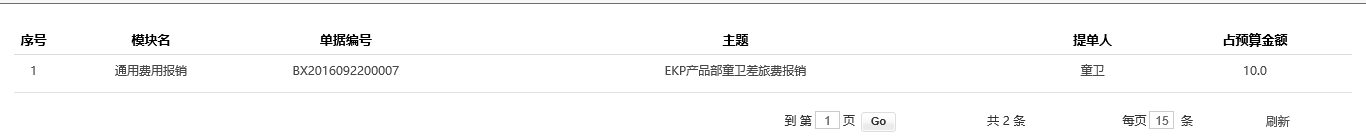 序号 模块名 单据编号 主题 提单人 占预算金额
1 通用费用报销 BX2016092200007 EKP产品部童卫差旅费报销 童卫 10.0
到 第 1 页 Go 共 2 条 每页 15 条 刷新